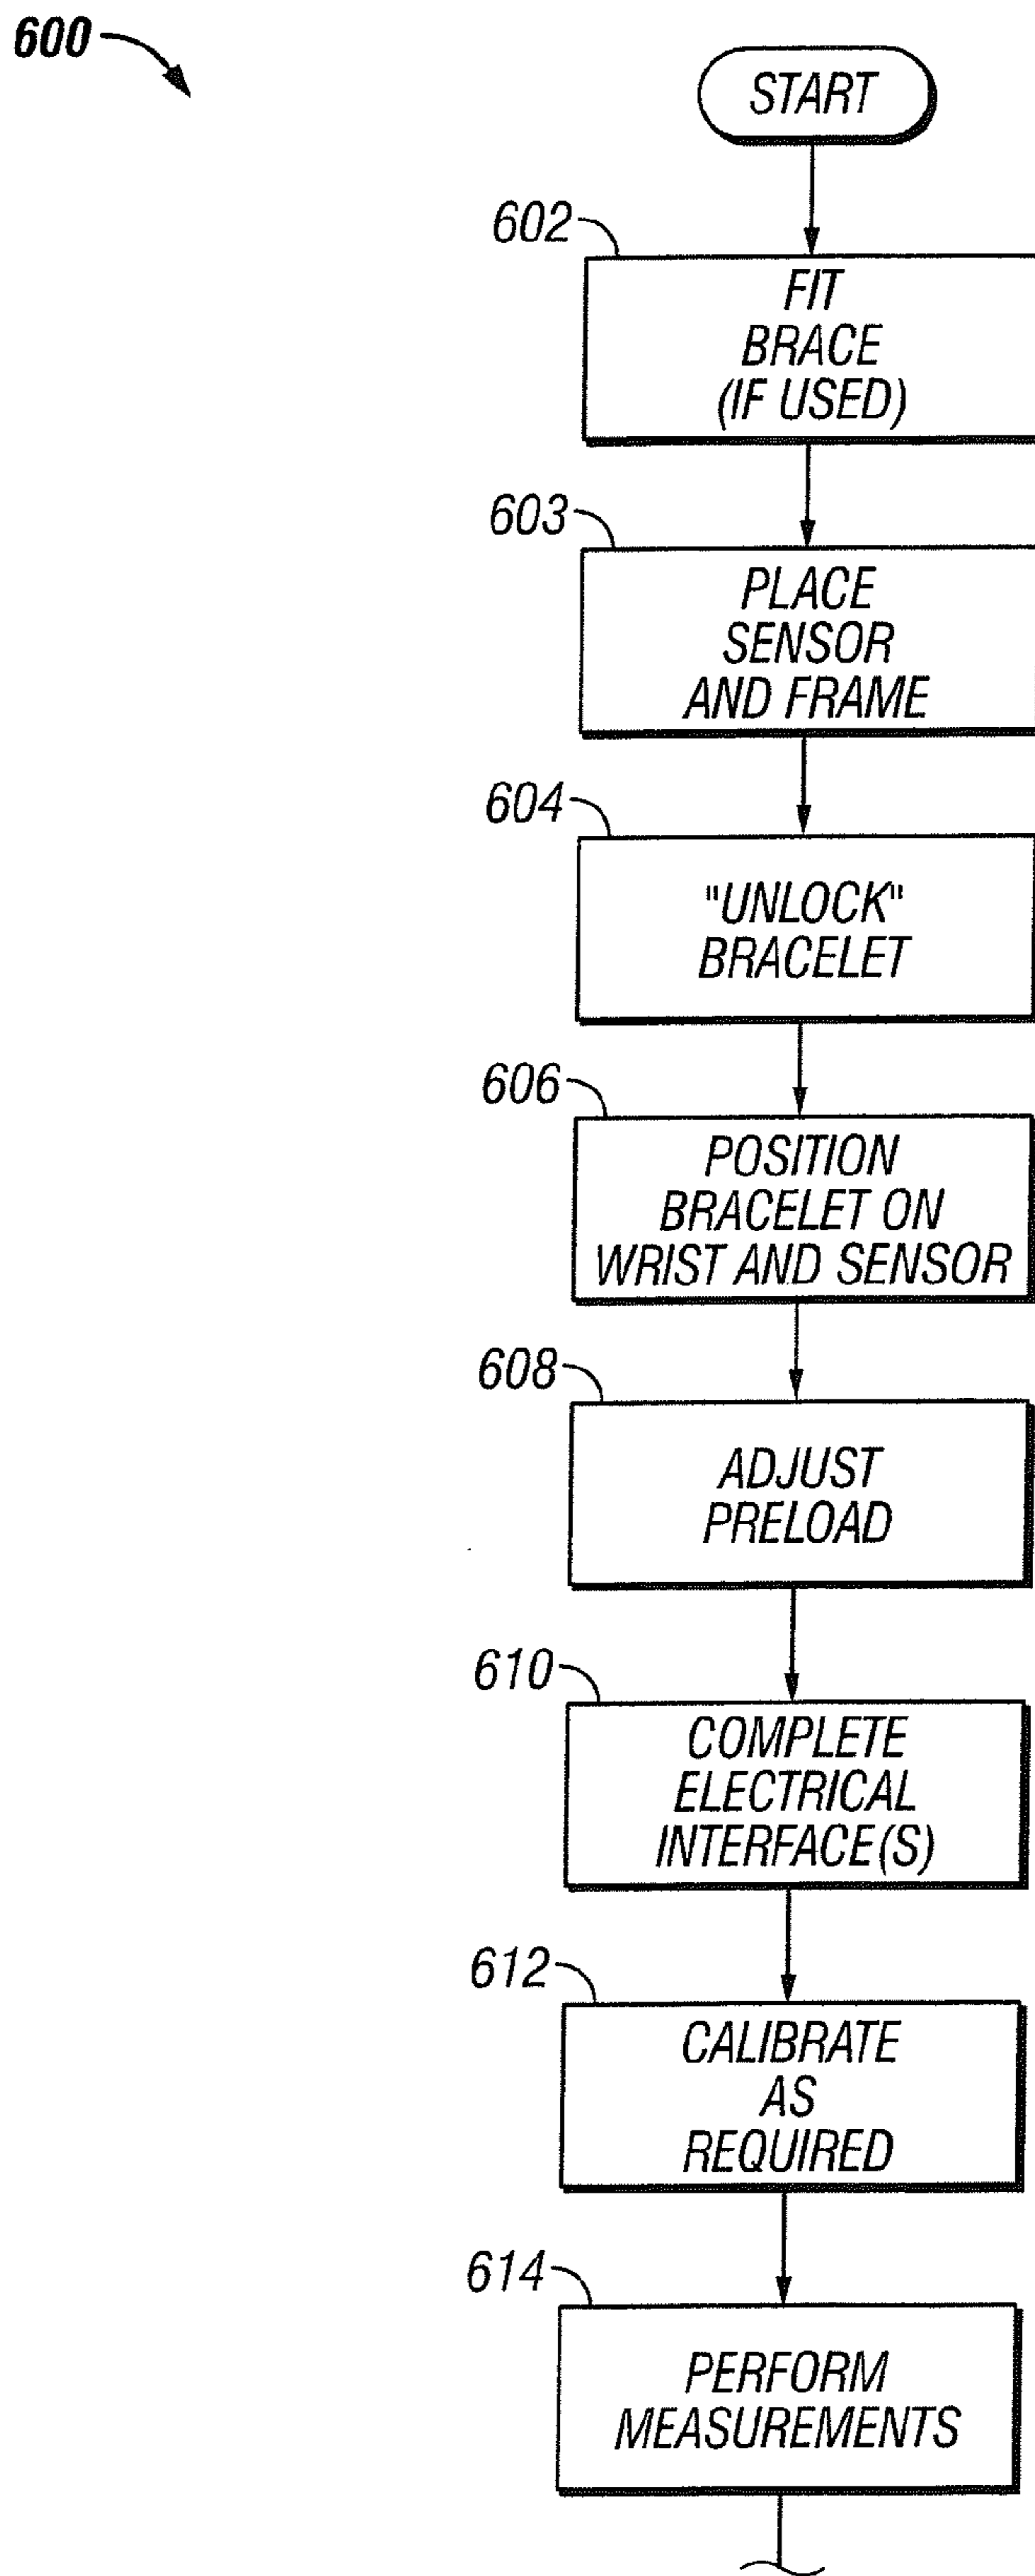 600
START
602
FIT
BRACE
(IF USED)
603
PLACE
SENSOR
AND FRAME
604
"UNLOCK"
BRACELET
606
POSITION
BRACELET ON
WRIST AND SENSOR
608
ADJUST
PRELOAD
610
COMPLETE
ELECTRICAL
INTERFACE(S)
612
CALIBRATE
AS
REQUIRED
614
PERFORM
MEASUREMENTS